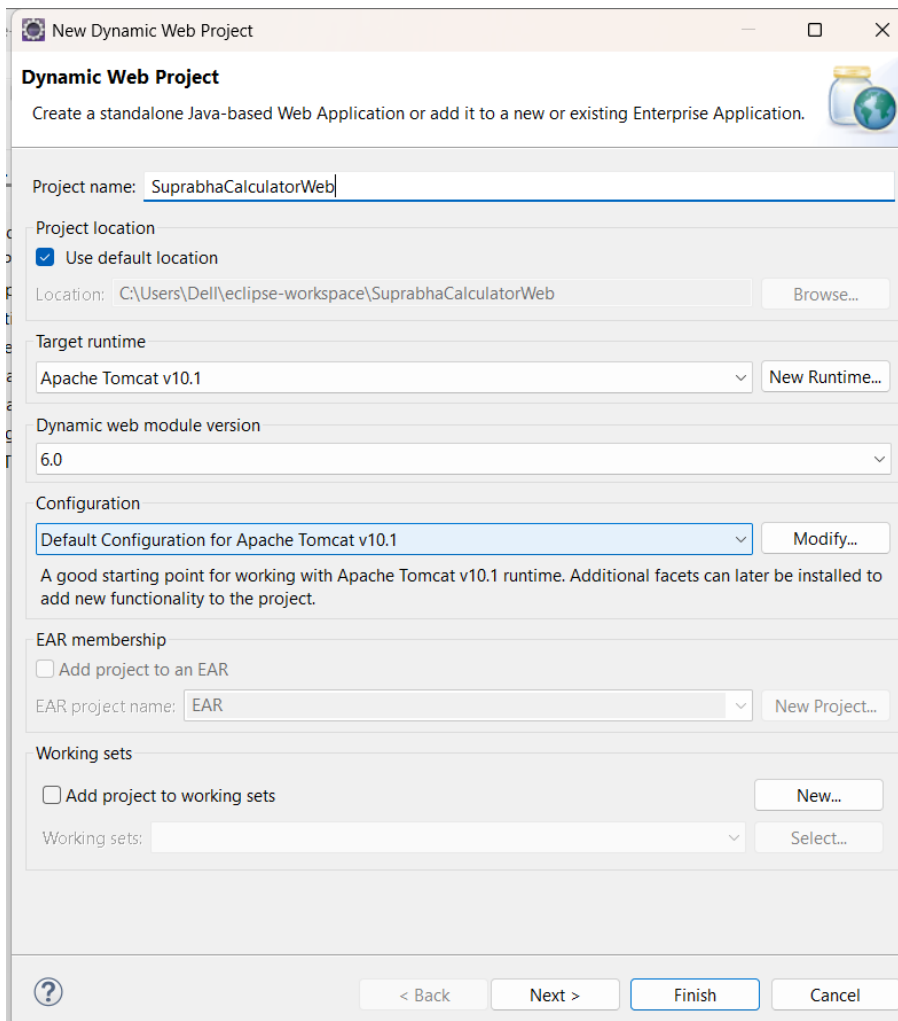 New Dynamic Web Project
Dynamic Web Project
Create a standalone Java-based Web Application or add it to a new or existing Enterprise Application.
Project name: SuprabhaCalculatorWeb
Project location
Use default location
Location: C:\Users\Dell\eclipse-workspace\SuprabhaCalculatorWeb Browse...
Target runtime
Apache Tomcat v10.1 New Runtime...
Dynamic web module version
6.0
Configuration
Default Configuration for Apache Tomcat v10.1 Modify...
A good starting point for working with Apache Tomcat v10.1 runtime. Additional facets can later be installed to
add new functionality to the project.
EAR membership
Add project to an EAR
EAR project name: EAR New Project...
Working sets
Add project to working sets New...
Working sets: Select...
? < Back Next > Finish Cancel